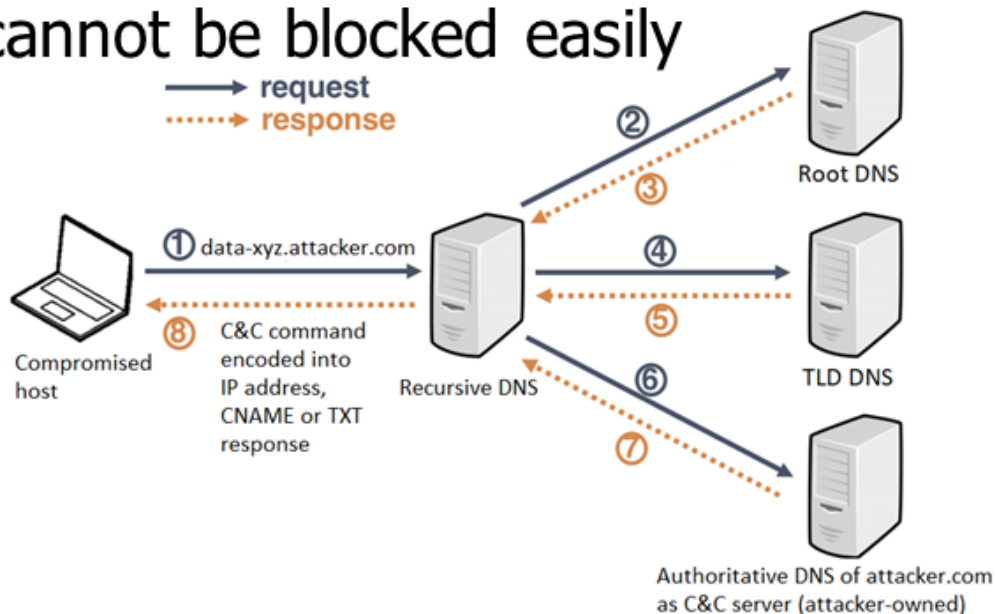 cannot be blocked easily
request
response
②
③
Root DNS
① data-xyz.attacker.com
④
⑤
⑧
C&C command
encoded into
IP address,
CNAME or TXT
response
Compromised
host
Recursive DNS
TLD DNS
⑥
⑦
Authoritative DNS of attacker.com
as C&C server (attacker-owned)